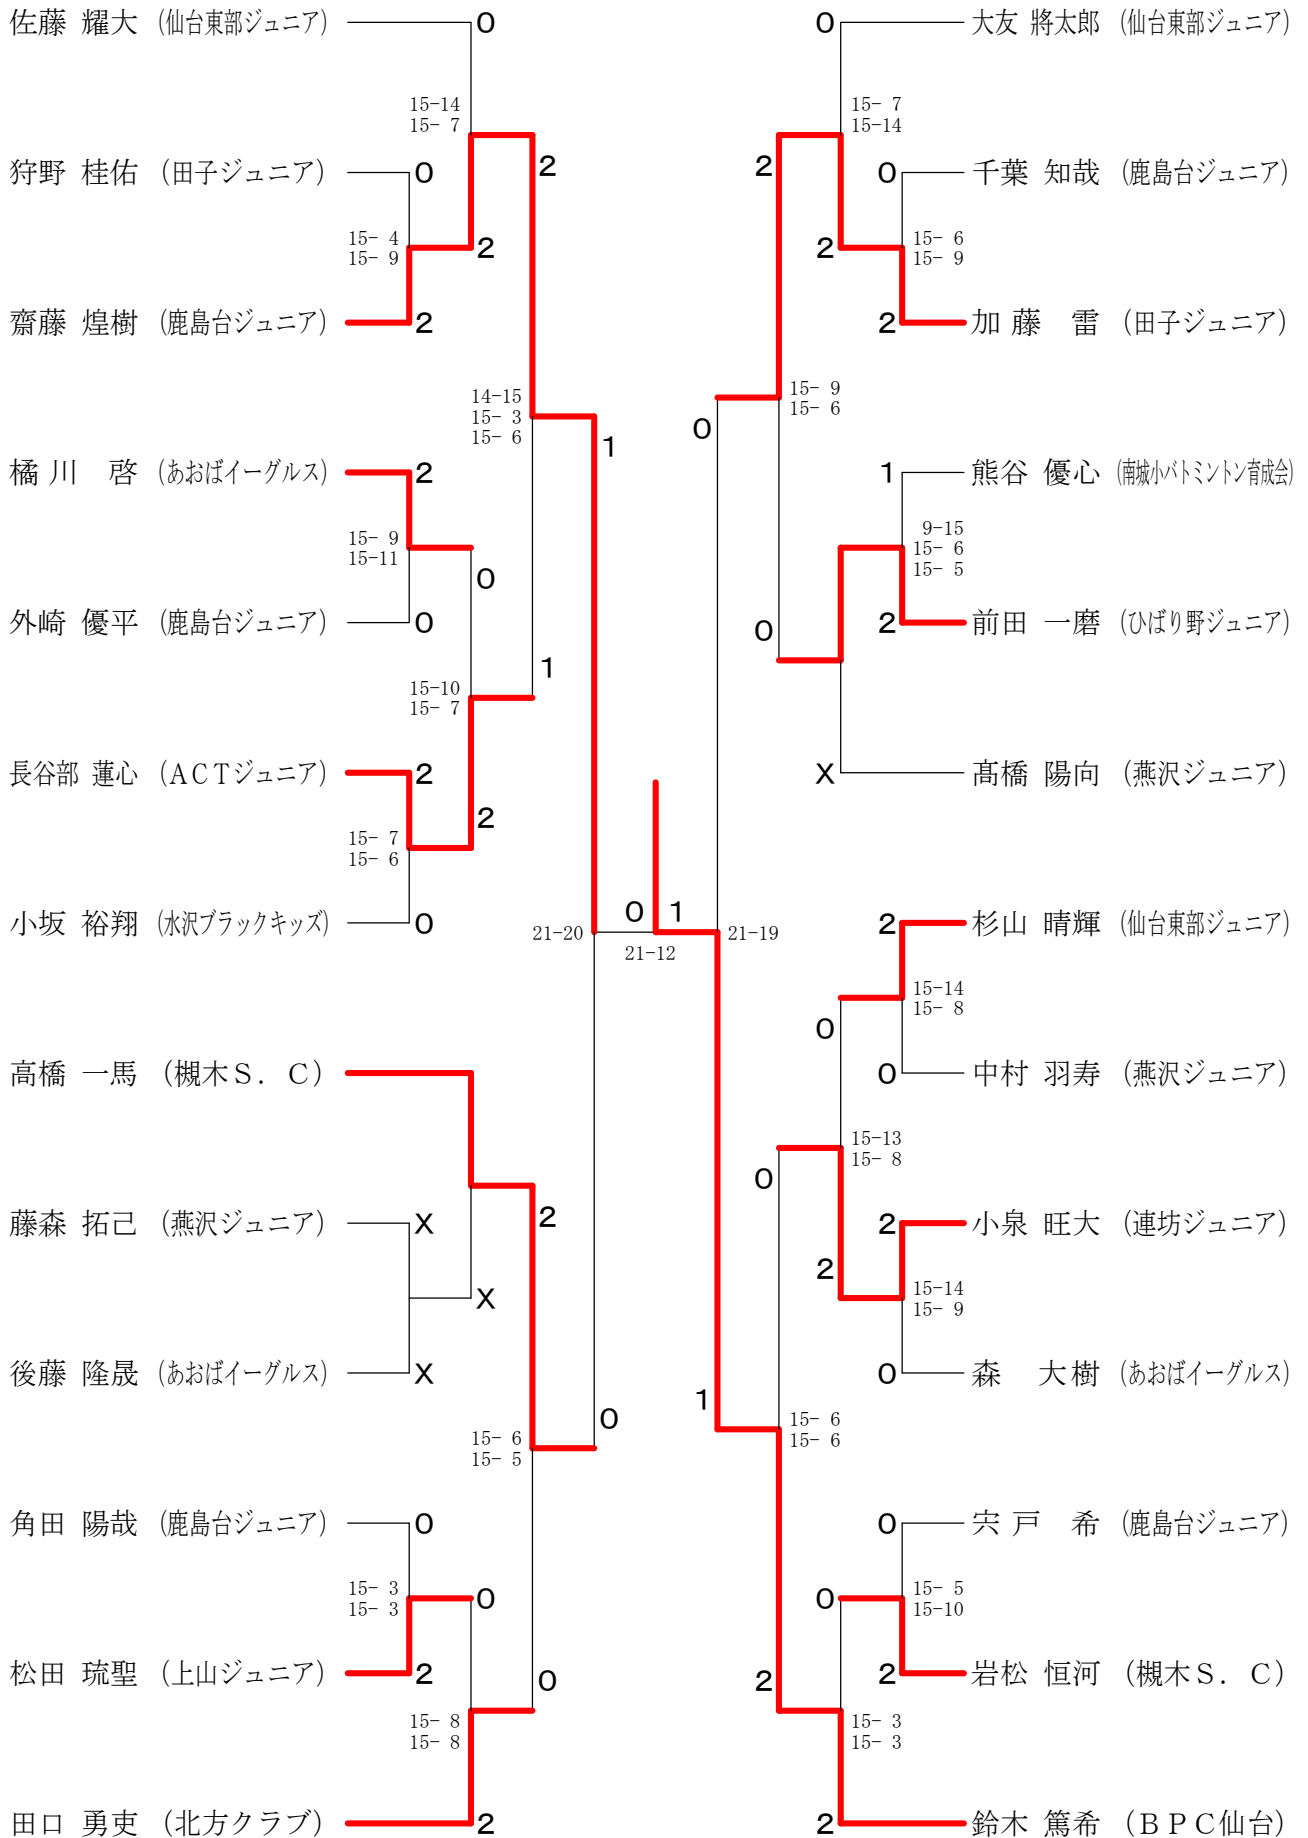 佐藤 耀大 (仙台東部ジュニア) 0
15-14
15- 7
2
狩野 桂佑 (田子ジュニア) 0
15- 4
15- 9
2
齋藤 煌樹 (鹿島台ジュニア) 2
14-15
15- 3
15- 6
1
橘川 啓 (あおばイーグルス) 2
15- 9
15-11
0
外崎 優平 (鹿島台ジュニア) 0
1
15-10
15- 7
長谷部 蓮心 (ACTジュニア) 2
2
15- 7
15- 6
小坂 裕翔 (水沢ブラックキッズ) 0
21-20
0 1
21-12
21-19
高橋 一馬 (槻木S.C)
2
藤森 拓己 (燕沢ジュニア) X
X
後藤 隆晟 (あおばイーグルス) X
0
15- 6
15- 5
角田 陽哉 (鹿島台ジュニア) 0
15- 3
15- 3
0
松田 琉聖 (上山ジュニア) 2
0
15- 8
15- 8
田口 勇吏 (北方クラブ) 2
0 大友 將太郎 (仙台東部ジュニア)
15- 7
15-14
2
0 千葉 知哉 (鹿島台ジュニア)
15- 6
15- 9
2
2 加藤 雷 (田子ジュニア)
15- 9
15- 6
0
1 熊谷 優心 (南城小バトミントン育成会)
9-15
15- 6
15- 5
2 前田 一磨 (ひばり野ジュニア)
0
X 髙橋 陽向 (燕沢ジュニア)
2 杉山 晴輝 (仙台東部ジュニア)
15-14
15- 8
0
0 中村 羽寿 (燕沢ジュニア)
15-13
15- 8
0
2 小泉 旺大 (連坊ジュニア)
2
15-14
15- 9
0 森 大樹 (あおばイーグルス)
1
15- 6
15- 6
0 宍戸 希 (鹿島台ジュニア)
15- 5
15-10
0
2 岩松 恒河 (槻木S.C)
2
15- 3
15- 3
2 鈴木 篤希 (BPC仙台)